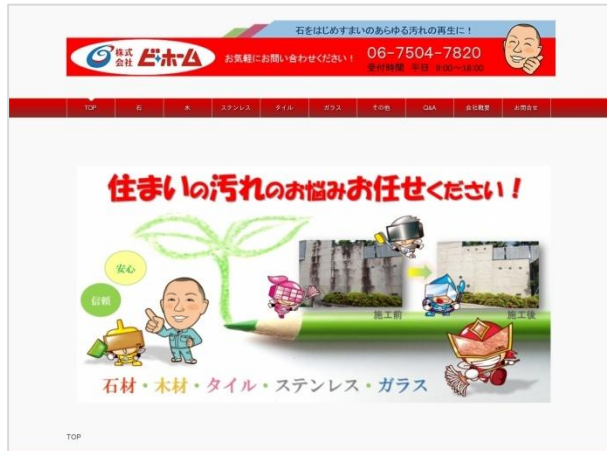 石をはじめすまいのあらゆる汚れの再生に！
株式会社 ビ・ホーム
お気軽にお問い合わせください！
06-7504-7820
受付時間 平日 9:00～18:00
TOP 石 木 ステンレス タイル ガラス その他 Q&A 会社概要 お問合せ
住まいの汚れのお悩みお任せください！
安心
信頼
施工前 施工後
石材・木材・タイル・ステンレス・ガラス
TOP